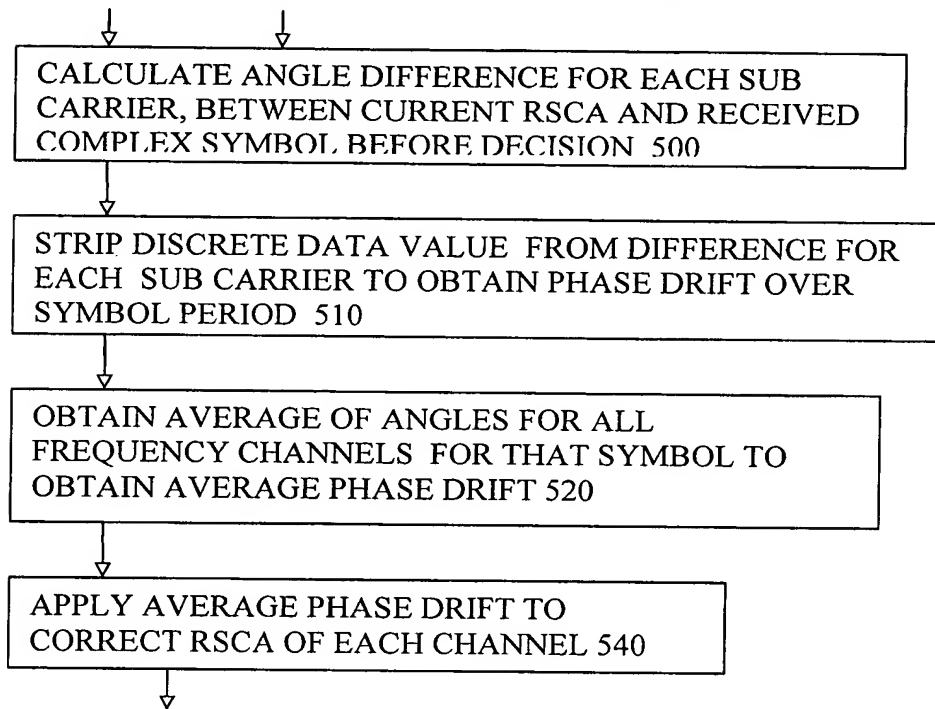 CALCULATE ANGLE DIFFERENCE FOR EACH SUB
CARRIER, BETWEEN CURRENT RSCA AND RECEIVED
COMPLEX SYMBOL BEFORE DECISION 500
STRIP DISCRETE DATA VALUE FROM DIFFERENCE FOR
EACH SUB CARRIER TO OBTAIN PHASE DRIFT OVER
SYMBOL PERIOD 510
OBTAIN AVERAGE OF ANGLES FOR ALL
FREQUENCY CHANNELS FOR THAT SYMBOL TO
OBTAIN AVERAGE PHASE DRIFT 520
APPLY AVERAGE PHASE DRIFT TO
CORRECT RSCA OF EACH CHANNEL 540